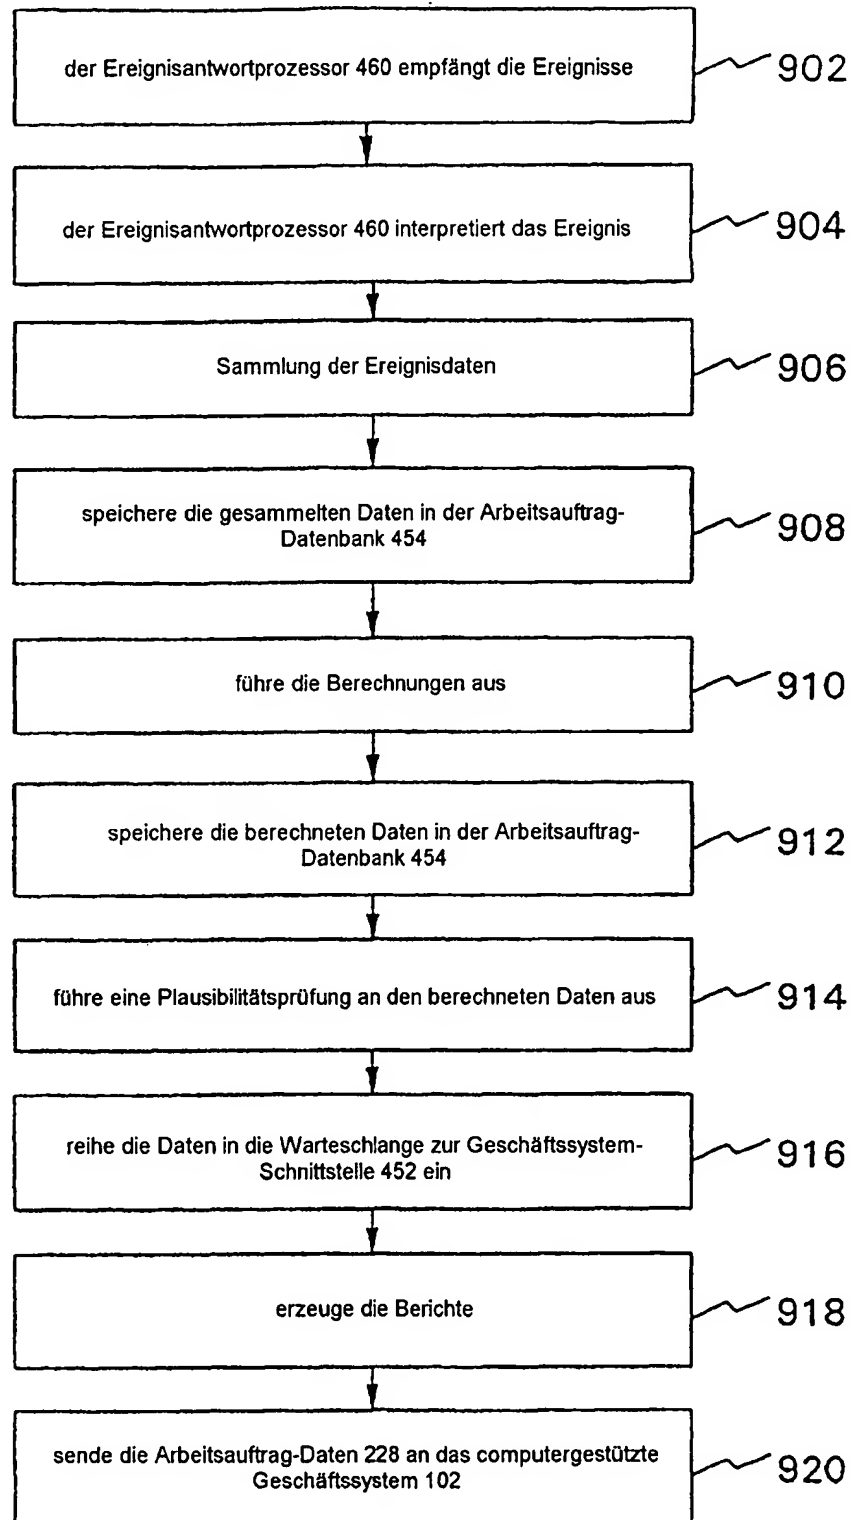 der Ereignisantwortprozessor 460 empfängt die Ereignisse
902
der Ereignisantwortprozessor 460 interpretiert das Ereignis
904
Sammlung der Ereignisdaten
906
speichere die gesammelten Daten in der Arbeitsauftrag-
Datenbank 454
908
führe die Berechnungen aus
910
speichere die berechneten Daten in der Arbeitsauftrag-
Datenbank 454
912
führe eine Plausibilitätsprüfung an den berechneten Daten aus
914
reihe die Daten in die Warteschlange zur Geschäftssystem-
Schnittstelle 452 ein
916
erzeuge die Berichte
918
sende die Arbeitsauftrag-Daten 228 an das computergestützte
Geschäftssystem 102
920